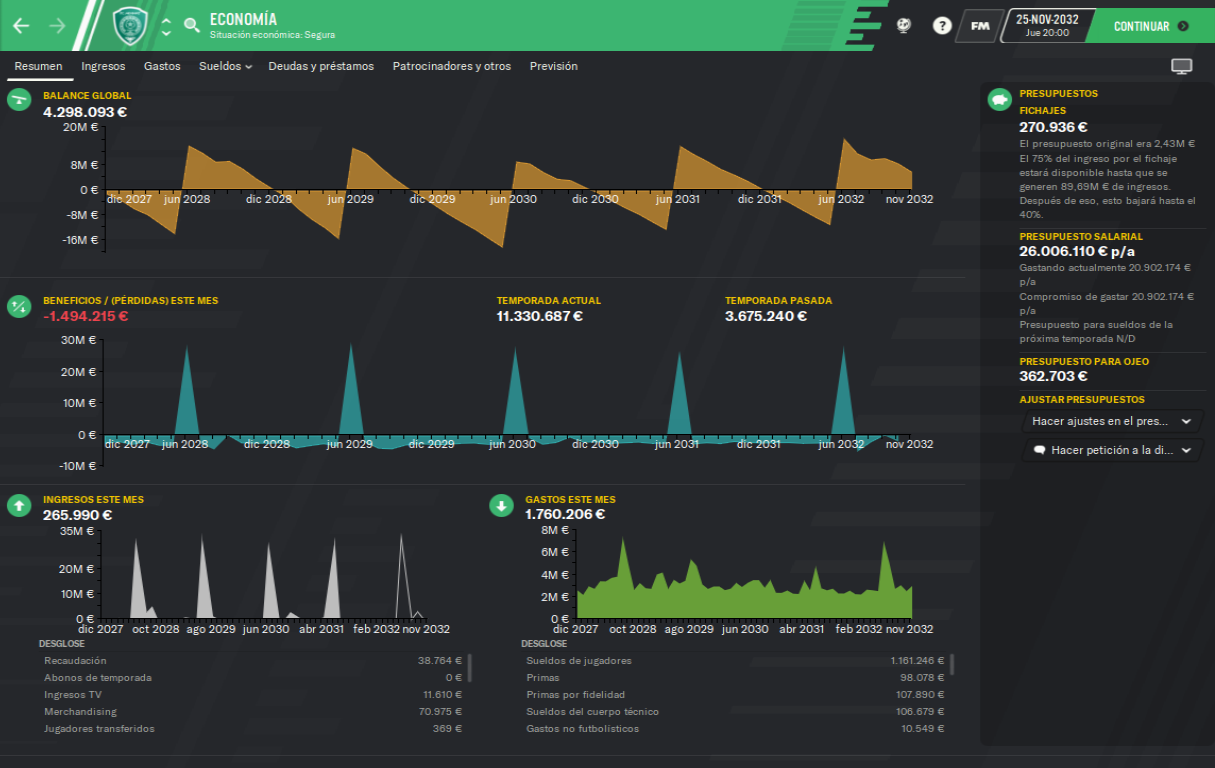 ECONOMÍA
Situación económica: Segura
?
FM
25-NOV-2032
Jue 20:00
CONTINUAR
Resumen
Ingresos
Gastos
Sueldos
Deudas y préstamos
Patrocinadores y otros
Previsión
BALANCE GLOBAL
4.298.093 €
20M €
8M €
0 €
-8M €
-16M €
dic 2027 jun 2028 dic 2028 jun 2029 dic 2029 jun 2030 dic 2030 jun 2031 dic 2031 jun 2032 nov 2032
BENEFICIOS / (PÉRDIDAS) ESTE MES
-1.494.215 €
TEMPORADA ACTUAL
11.330.687 €
TEMPORADA PASADA
3.675.240 €
30M €
20M €
10M €
0 €
-10M €
dic 2027 jun 2028 dic 2028 jun 2029 dic 2029 jun 2030 dic 2030 jun 2031 dic 2031 jun 2032 nov 2032
INGRESOS ESTE MES
265.990 €
35M €
20M €
10M €
0 €
dic 2027 oct 2028 ago 2029 jun 2030 abr 2031 feb 2032 nov 2032
DESGLOSE
Recaudación 38.764 €
Abonos de temporada 0 €
Ingresos TV 11.610 €
Merchandising 70.975 €
Jugadores transferidos 369 €
GASTOS ESTE MES
1.760.206 €
8M €
6M €
4M €
2M €
0 €
dic 2027 oct 2028 ago 2029 jun 2030 abr 2031 feb 2032 nov 2032
DESGLOSE
Sueldos de jugadores 1.161.246 €
Primas 98.078 €
Primas por fidelidad 107.890 €
Sueldos del cuerpo técnico 106.679 €
Gastos no futbolísticos 10.549 €
PRESUPUESTOS
FICHAJES
270.936 €
El presupuesto original era 2,43M €
El 75% del ingreso por el fichaje
estará disponible hasta que se
generen 89,69M € de ingresos.
Después de eso, esto bajará hasta el
40%.
PRESUPUESTO SALARIAL
26.006.110 € p/a
Gastando actualmente 20.902.174 €
p/a
Compromiso de gastar 20.902.174 €
p/a
Presupuesto para sueldos de la
próxima temporada N/D
PRESUPUESTO PARA OJEO
362.703 €
AJUSTAR PRESUPUESTOS
Hacer ajustes en el pres...
Hacer petición a la di...